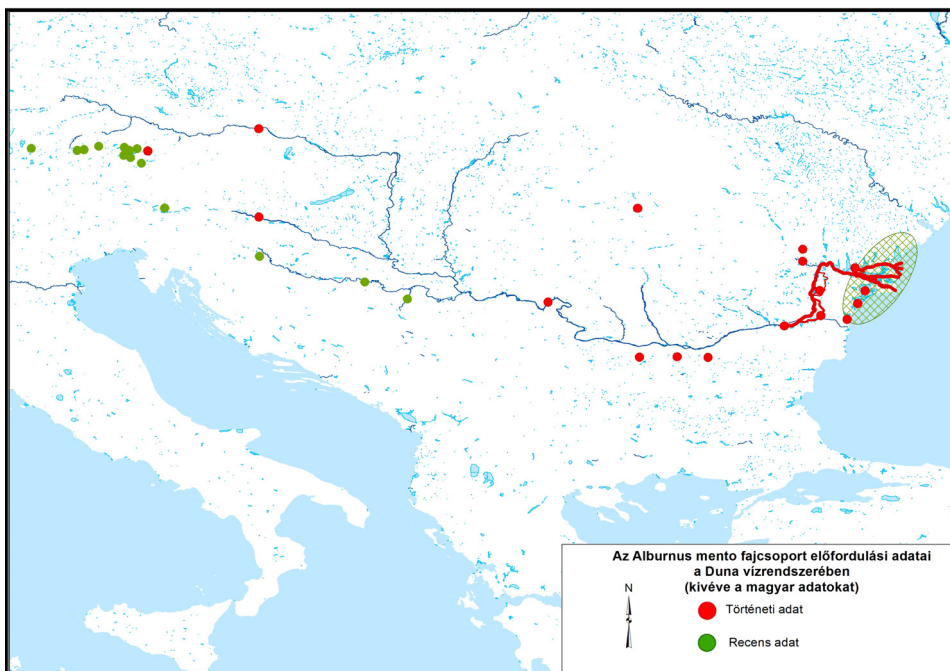 Az Alburnus mento fajcsoport előfordulási adatai
a Duna vízrendszerében
(kivéve a magyar adatokat)
N
Történeti adat
Recens adat